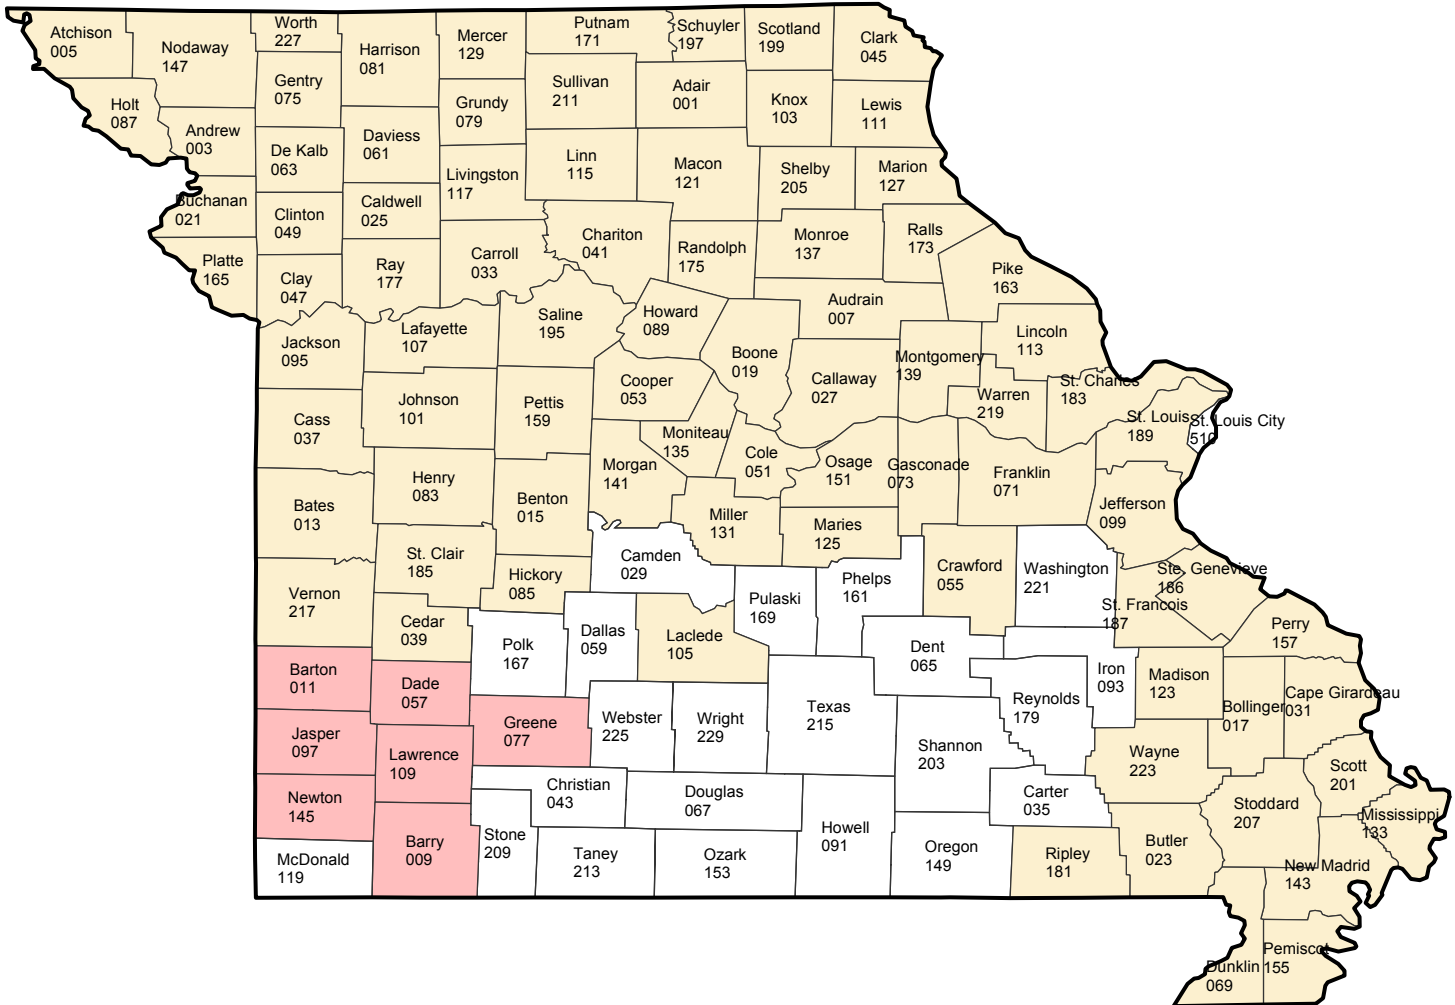 Atchison
005
Nodaway
147
Worth
227
Harrison
081
Mercer
129
Putnam
171
Schuyler
197
Scotland
199
Clark
045
Gentry
075
Sullivan
211
Adair
001
Knox
103
Lewis
111
Holt
087
Andrew
003
De Kalb
063
Daviess
061
Grundy
079
Livingston
117
Linn
115
Macon
121
Shelby
205
Marion
127
Buchanan
021
Clinton
049
Caldwell
025
Chariton
041
Randolph
175
Monroe
137
Ralls
173
Platte
165
Clay
047
Ray
177
Carroll
033
Pike
163
Jackson
095
Lafayette
107
Saline
195
Howard
089
Boone
019
Audrain
007
Montgomery
139
Lincoln
113
Cass
037
Johnson
101
Pettis
159
Cooper
053
Moniteau
135
Callaway
027
Warren
219
St. Charles
183
St. Louis
189
St. Louis City
510
Bates
013
Henry
083
Benton
015
Morgan
141
Cole
051
Osage
151
Gasconade
073
Franklin
071
Jefferson
099
Miller
131
Maries
125
Vernon
217
St. Clair
185
Hickory
085
Camden
029
Pulaski
169
Phelps
161
Crawford
055
Washington
221
Ste. Genevieve
186
St. Francois
187
Cedar
039
Polk
167
Dallas
059
Laclede
105
Dent
065
Iron
093
Madison
123
Perry
157
Barton
011
Dade
057
Greene
077
Webster
225
Wright
229
Texas
215
Reynolds
179
Bollinger
017
Cape Girardeau
031
Jasper
097
Lawrence
109
Christian
043
Douglas
067
Shannon
203
Carter
035
Wayne
223
Scott
201
Newton
145
Stoddard
207
Mississippi
133
McDonald
119
Barry
009
Stone
209
Taney
213
Ozark
153
Howell
091
Oregon
149
Ripley
181
Butler
023
New Madrid
143
Dunklin
069
Pemiscot
155